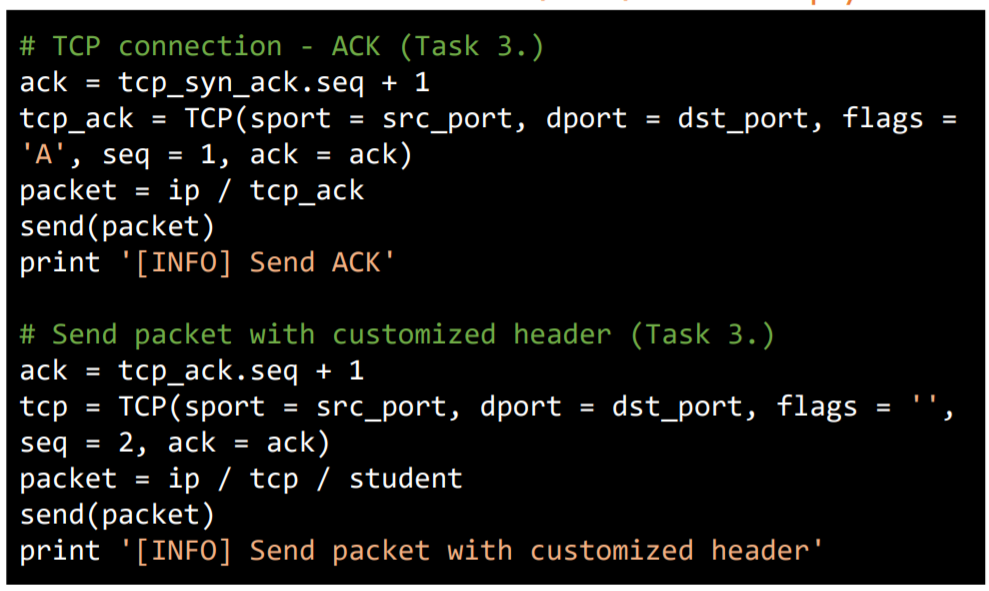 # TCP connection - ACK (Task 3.)
ack = tcp_syn_ack.seq + 1
tcp_ack = TCP(sport = src_port, dport = dst_port, flags =
'A', seq = 1, ack = ack)
packet = ip / tcp_ack
send(packet)
print '[INFO] Send ACK'

# Send packet with customized header (Task 3.)
ack = tcp_ack.seq + 1
tcp = TCP(sport = src_port, dport = dst_port, flags = '',
seq = 2, ack = ack)
packet = ip / tcp / student
send(packet)
print '[INFO] Send packet with customized header'